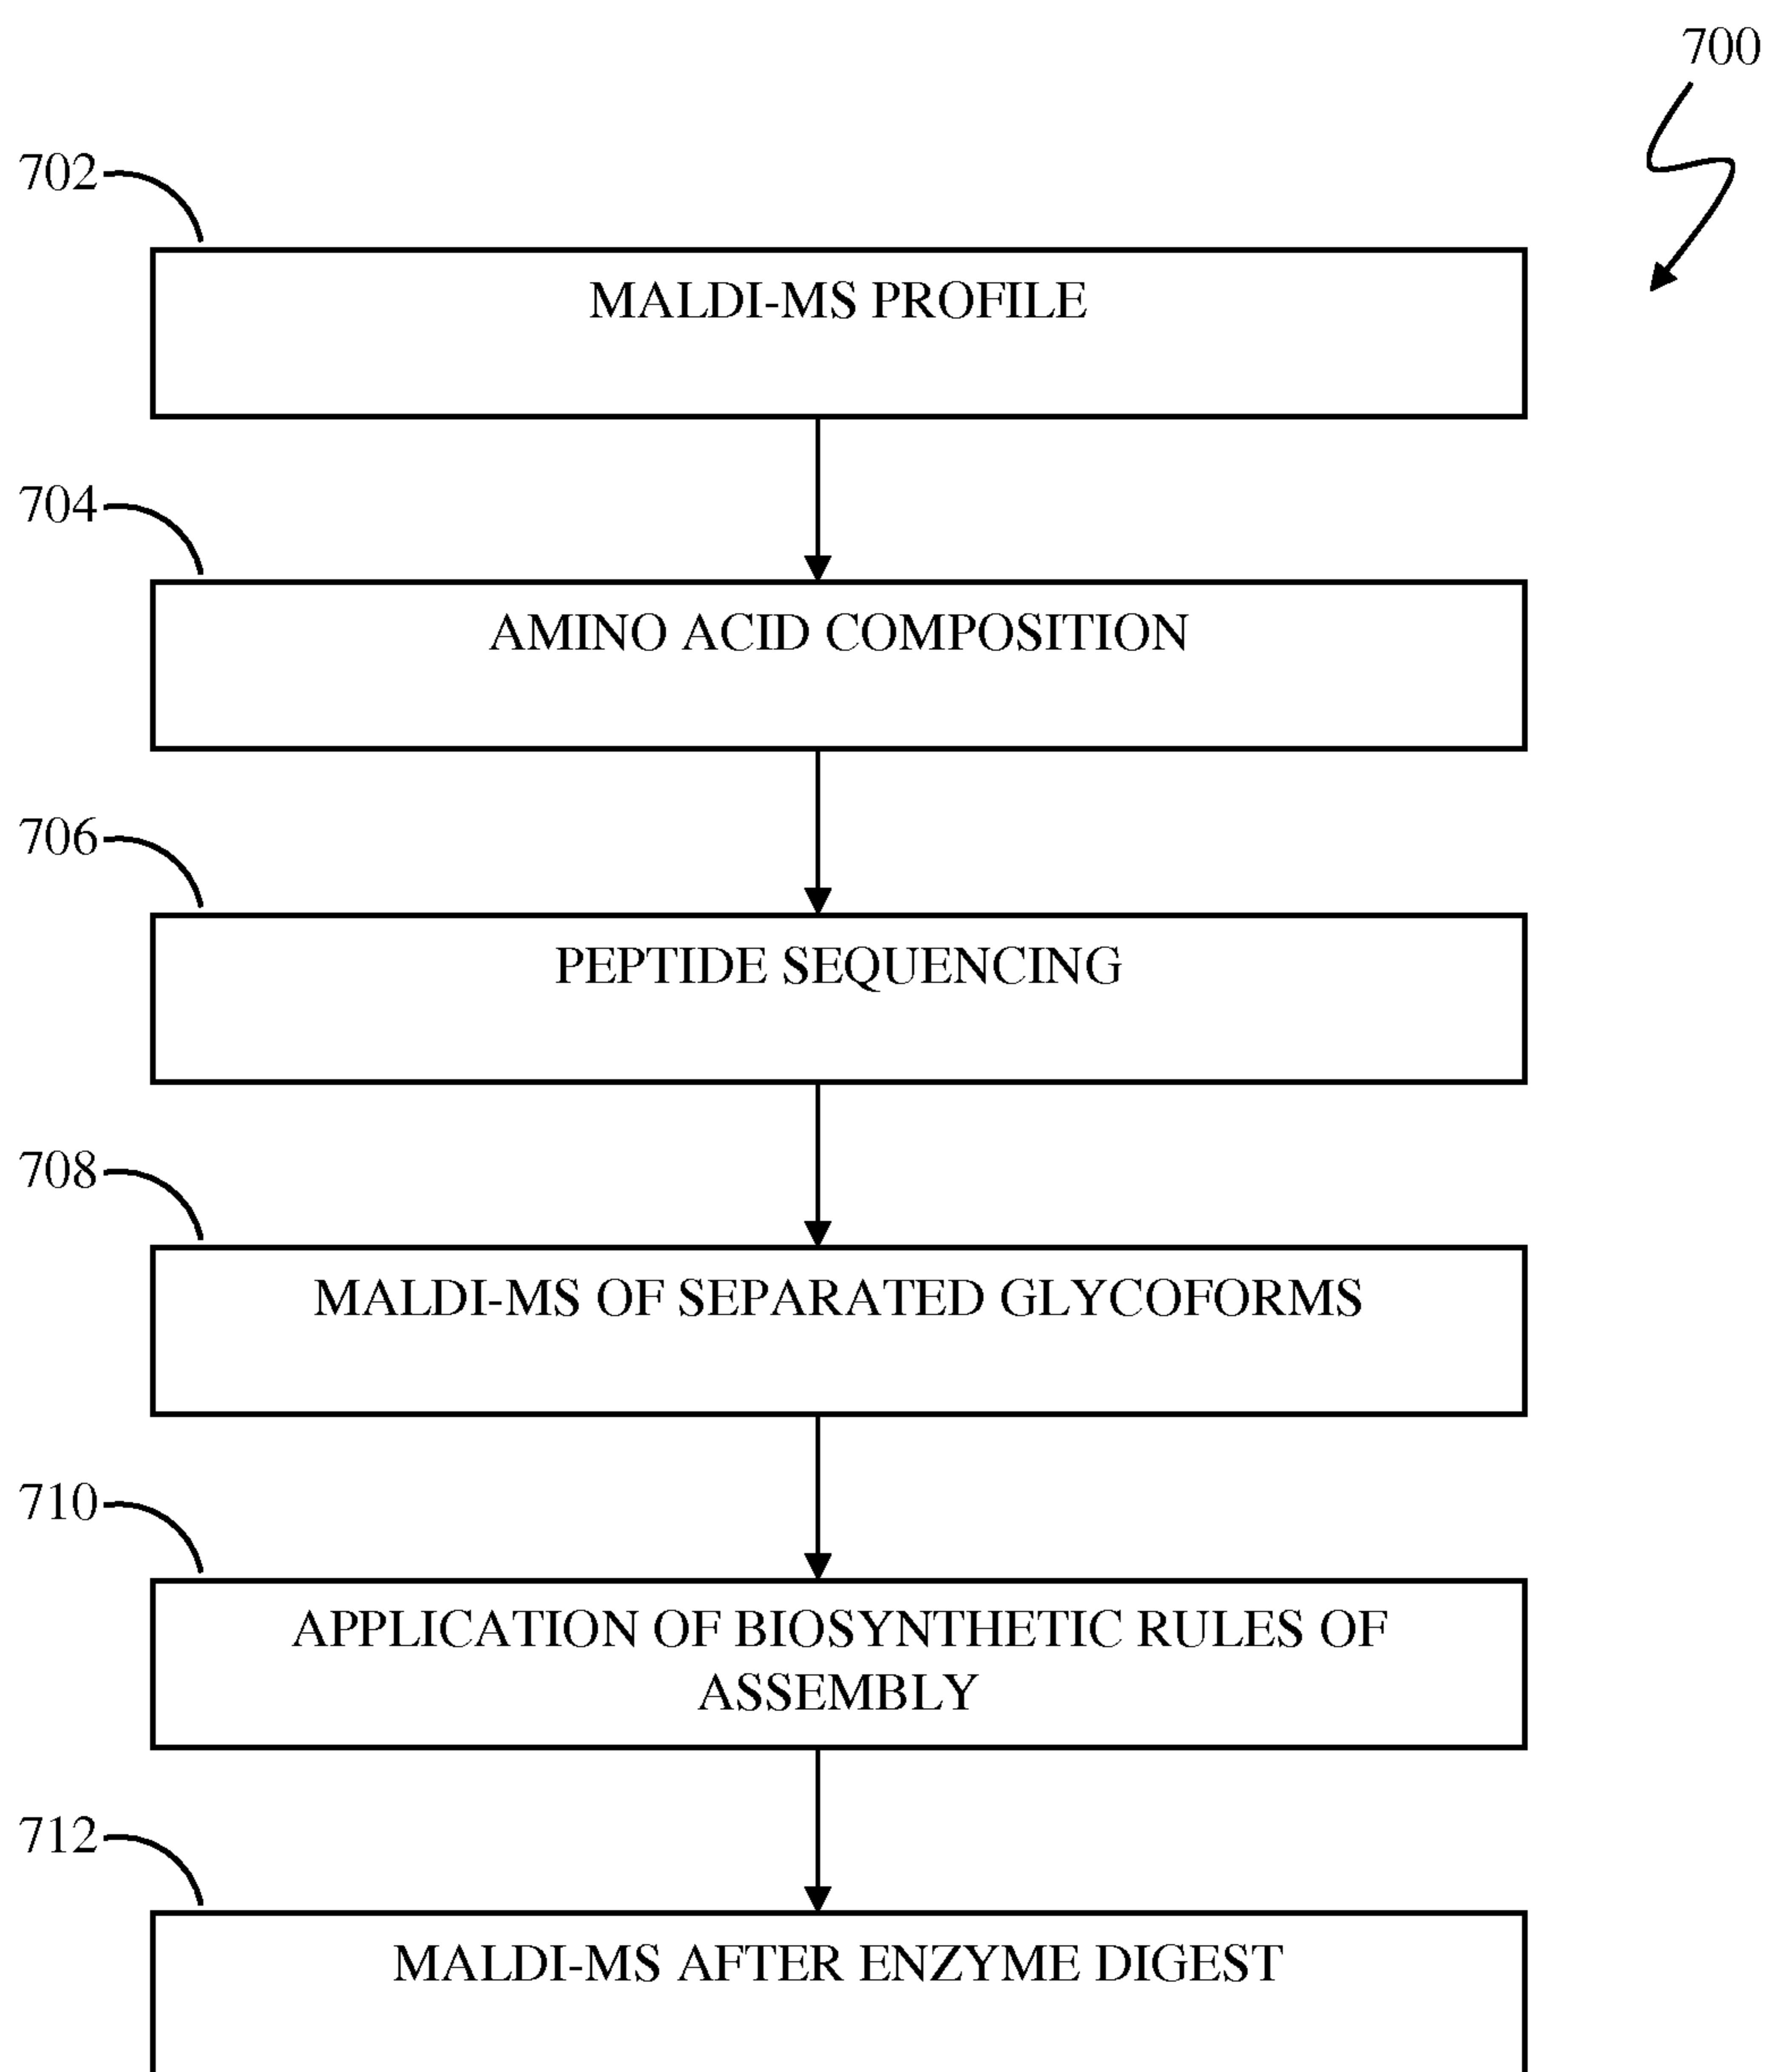 700
702
MALDI-MS PROFILE
704
AMINO ACID COMPOSITION
706
PEPTIDE SEQUENCING
708
MALDI-MS OF SEPARATED GLYCOFORMS
710
APPLICATION OF BIOSYNTHETIC RULES OF
ASSEMBLY
712
MALDI-MS AFTER ENZYME DIGEST